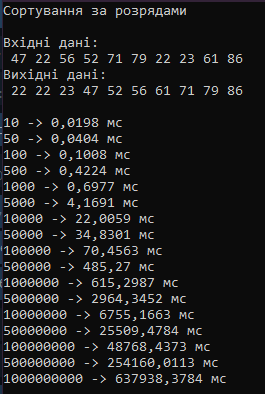 Сортування за розрядами
Вхідні дані:
47 22 56 52 71 79 22 23 61 86
Вихідні дані:
22 22 23 47 52 56 61 71 79 86
10 -> 0,0198 мс
50 -> 0,0404 мс
100 -> 0,1008 мс
500 -> 0,4224 мс
1000 -> 0,6977 мс
5000 -> 4,1691 мс
10000 -> 22,0059 мс
50000 -> 34,8301 мс
100000 -> 70,4563 мс
500000 -> 485,27 мс
1000000 -> 615,2987 мс
5000000 -> 2964,3452 мс
10000000 -> 6755,1663 мс
50000000 -> 25509,4784 мс
100000000 -> 48768,4373 мс
500000000 -> 254160,0113 мс
1000000000 -> 637938,3784 мс